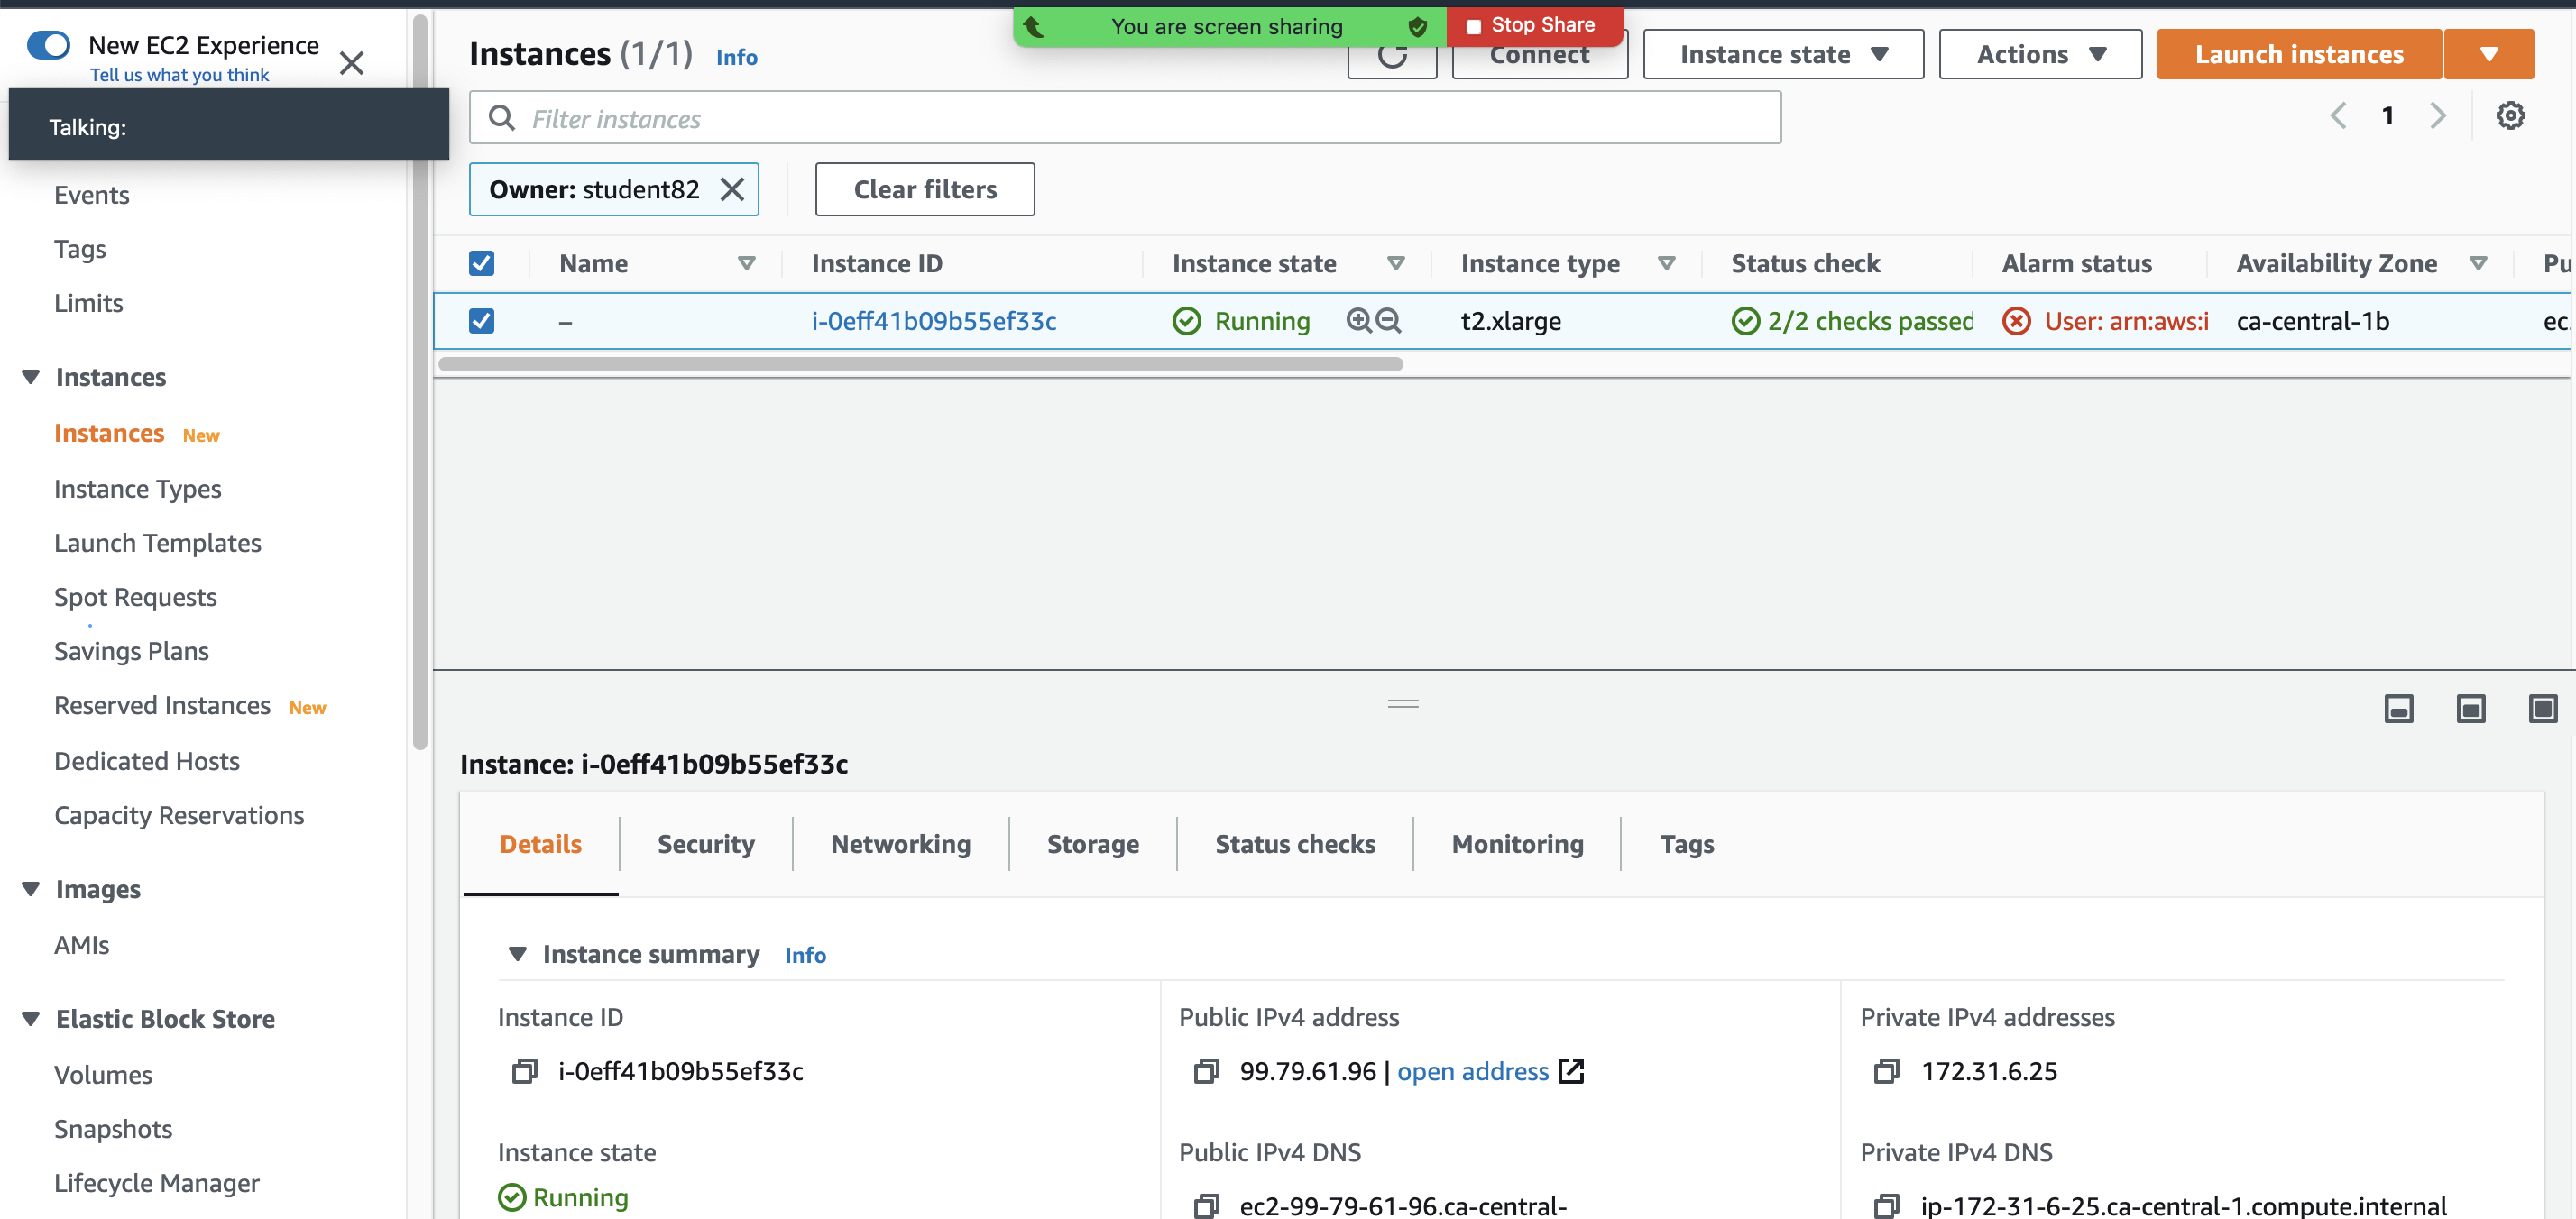 New EC2 Experience
Tell us what you think
Talking:
Events
Tags
Limits
Instances
Instances New
Instance Types
Launch Templates
Spot Requests
Savings Plans
Reserved Instances New
Dedicated Hosts
Capacity Reservations
Images
AMIs
Elastic Block Store
Volumes
Snapshots
Lifecycle Manager
You are screen sharing Stop Share
Instances (1/1) Info Connect Instance state Actions Launch instances
Filter instances 1
Owner: student82 Clear filters
Name Instance ID Instance state Instance type Status check Alarm status Availability Zone Pu
– i-0eff41b09b55ef33c Running t2.xlarge 2/2 checks passed User: arn:aws:i ca-central-1b ec
Instance: i-0eff41b09b55ef33c
Details Security Networking Storage Status checks Monitoring Tags
Instance summary Info
Instance ID Public IPv4 address Private IPv4 addresses
i-0eff41b09b55ef33c 99.79.61.96 | open address 172.31.6.25
Instance state Public IPv4 DNS Private IPv4 DNS
Running ec2-99-79-61-96.ca-central- ip-172-31-6-25.ca-central-1.compute.internal